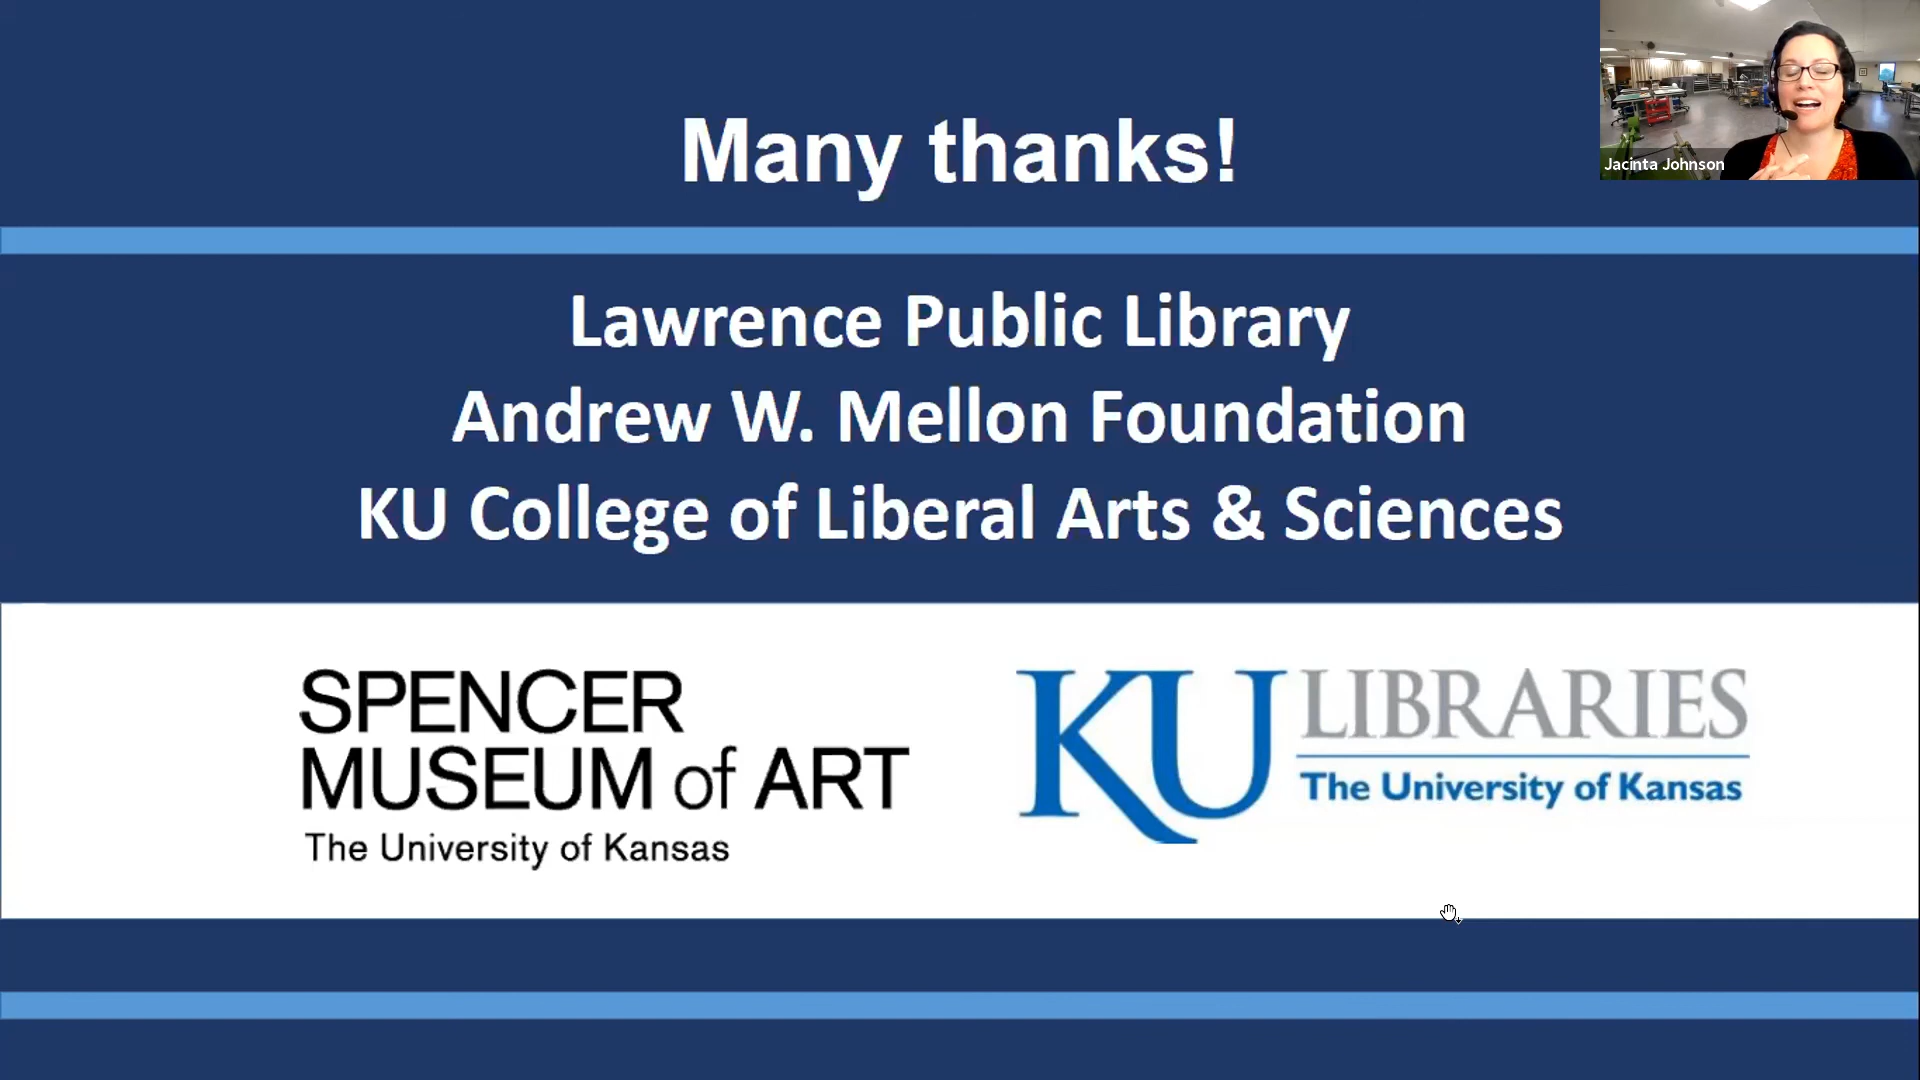 Many thanks!
Jacinta Johnson
Lawrence Public Library
Andrew W. Mellon Foundation
KU College of Liberal Arts & Sciences
SPENCER
MUSEUM of ART
The University of Kansas
KU LIBRARIES
The University of Kansas